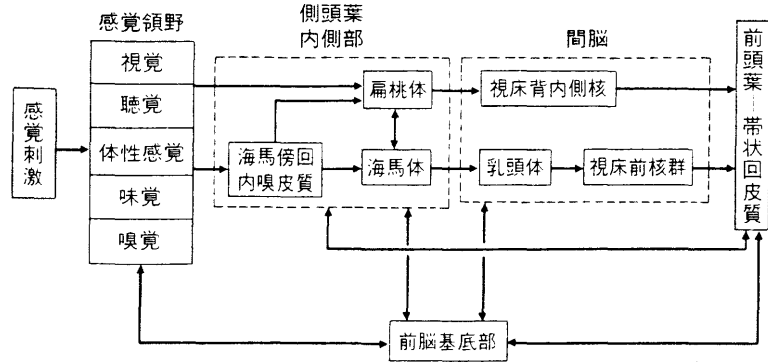 感覚領野
側頭葉
内側部
間脳
感覚刺激
視覚
聴覚
体性感覚
味覚
嗅覚
扁桃体
海馬傍回
内嗅皮質
海馬体
視床背内側核
乳頭体
視床前核群
前頭葉―帯状回皮質
前脳基底部